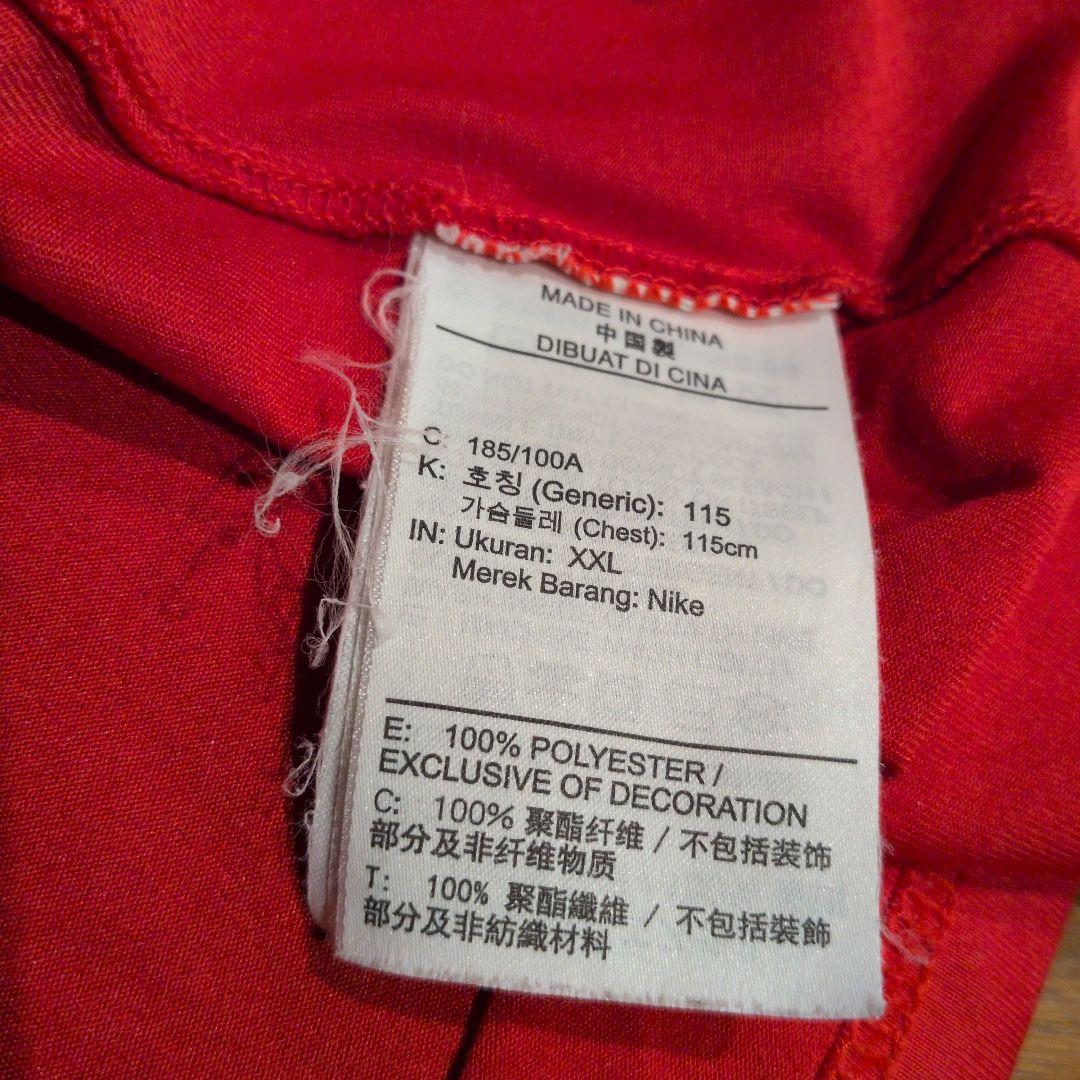 MADE IN CHINA
中国製
DIBUAT DI CINA
C: 185/100A
K: 호칭 (Generic): 115
가슴둘레 (Chest): 115cm
IN: Ukuran: XXL
Merek Barang: Nike
E: 100% POLYESTER /
EXCLUSIVE OF DECORATION
C: 100% 聚酯纤维 / 不包括装饰
部分及非纤维物质
T: 100% 聚酯纖維 / 不包括裝飾
部分及非紡織材料